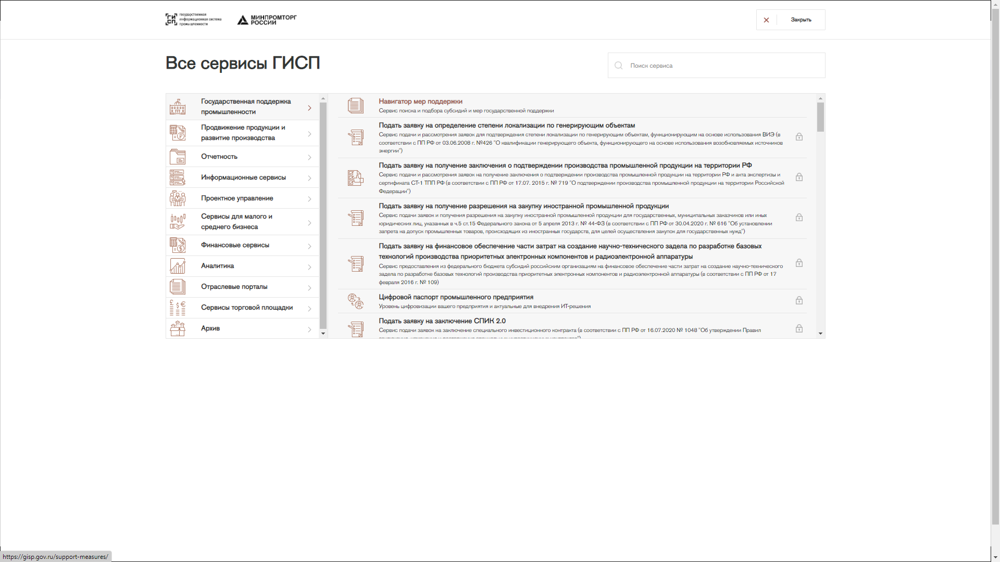 государственная
информационная система
промышленности
МИНПРОМТОРГ
РОССИИ
Закрыть
Все сервисы ГИСП
Поиск сервиса
Государственная поддержка
промышленности
Продвижение продукции и
развитие производства
Отчетность
Информационные сервисы
Проектное управление
Сервисы для малого и
среднего бизнеса
Финансовые сервисы
Аналитика
Отраслевые порталы
Сервисы торговой площадки
Архив
Навигатор мер поддержки
Сервис поиска и подбора субсидий и мер государственной поддержки
Подать заявку на определение степени локализации по генерирующим объектам
Сервис подачи и рассмотрения заявок для подтверждения степени локализации по генерирующим объектам, функционирующим на основе использования ВИЭ (в
соответствии с ПП РФ от 03.06.2008 г. №426 "О квалификации генерирующего объекта, функционирующего на основе использования возобновляемых источников
энергии")
Подать заявку на получение заключения о подтверждении производства промышленной продукции на территории РФ
Сервис подачи и рассмотрения заявок на получение заключения о подтверждении производства промышленной продукции на территории РФ и акта экспертизы и
сертификата СТ-1 ТПП РФ (в соответствии с ПП РФ от 17.07. 2015 г. № 719 "О подтверждении производства промышленной продукции на территории Российской
Федерации")
Подать заявку на получение разрешения на закупку иностранной промышленной продукции
Сервис подачи заявок и получения разрешения на закупку иностранной промышленной продукции для государственных, муниципальных заказчиков или иных
юридических лиц, указанных в ч.5 ст.15 Федерального закона от 5 апреля 2013 г. № 44-ФЗ (в соответствии с ПП РФ от 30.04.2020 г. № 616 "Об установлении
запрета на допуск промышленных товаров, происходящих из иностранных государств, для целей осуществления закупок для государственных нужд")
Подать заявку на финансовое обеспечение части затрат на создание научно-технического задела по разработке базовых
технологий производства приоритетных электронных компонентов и радиоэлектронной аппаратуры
Сервис предоставления из федерального бюджета субсидий российским организациям на финансовое обеспечение части затрат на создание научно-технического
задела по разработке базовых технологий производства приоритетных электронных компонентов и радиоэлектронной аппаратуры (в соответствии с ПП РФ от 17
февраля 2016 г. № 109)
Цифровой паспорт промышленного предприятия
Уровень цифровизации вашего предприятия и актуальные для внедрения ИТ-решения
Подать заявку на заключение СПИК 2.0
Сервис подачи заявок на заключение специального инвестиционного контракта (в соответствии с ПП РФ от 16.07.2020 № 1048 "Об утверждении Правил
https://gisp.gov.ru/support-measures/